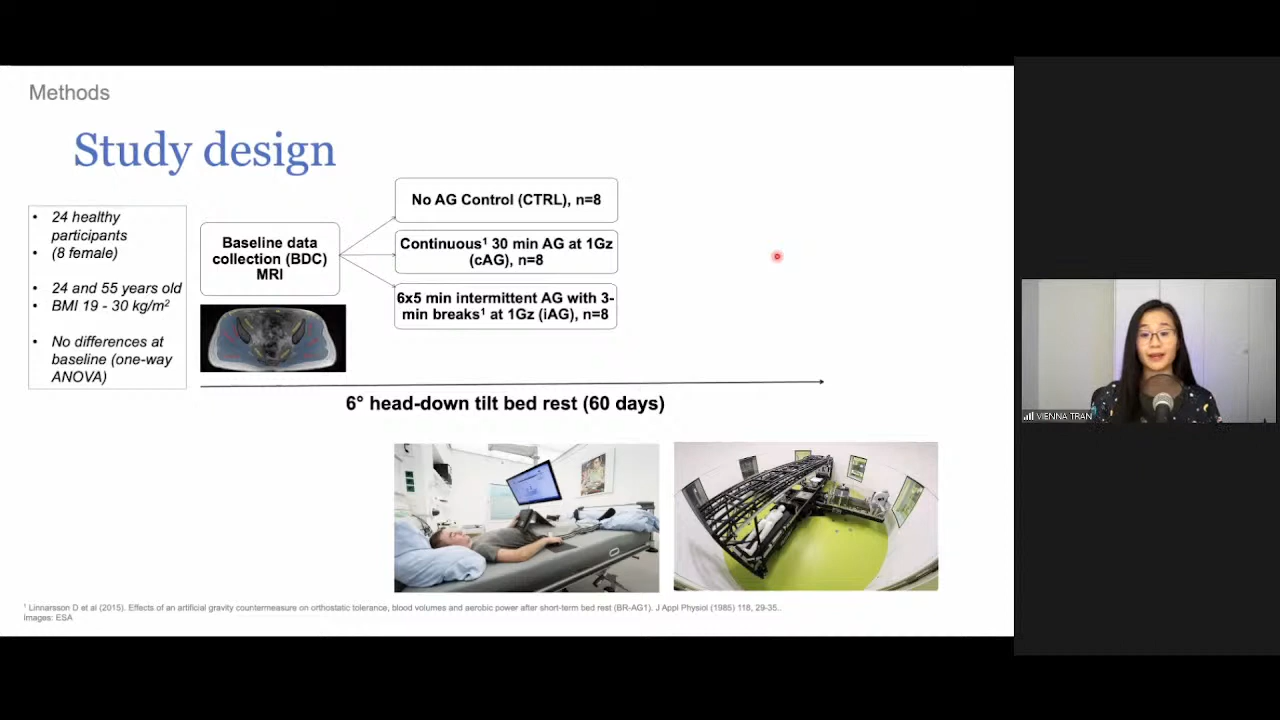 Methods
Study design
• 24 healthy
participants
• (8 female)
• 24 and 55 years old
• BMI 19 - 30 kg/m²
• No differences at
baseline (one-way
ANOVA)
Baseline data
collection (BDC)
MRI
No AG Control (CTRL), n=8
Continuous¹ 30 min AG at 1Gz
(cAG), n=8
6x5 min intermittent AG with 3-
min breaks¹ at 1Gz (iAG), n=8
6° head-down tilt bed rest (60 days)
¹ Linnarsson D et al (2015). Effects of an artificial gravity countermeasure on orthostatic tolerance, blood volumes and aerobic power after short-term bed rest (BR-AG1). J Appl Physiol (1985) 118, 29-35..
Images: ESA
VIENNA TRAN